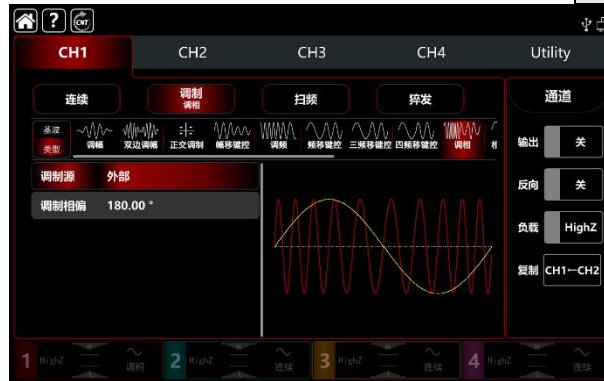 ? CNT
CH1 CH2 CH3 CH4 Utility
连续 调制 扫频 猝发 通道
调相
基波 类型 调幅 双边调幅 正交调制 幅移键控 调频 频移键控 三频移键控 四频移键控 调相
输出 关
调制源 外部
反向 关
调制相偏 180.00 °
负载 HighZ
复制 CH1←CH2
1 HighZ 调相 2 HighZ 连续 3 HighZ 连续 4 HighZ 连续